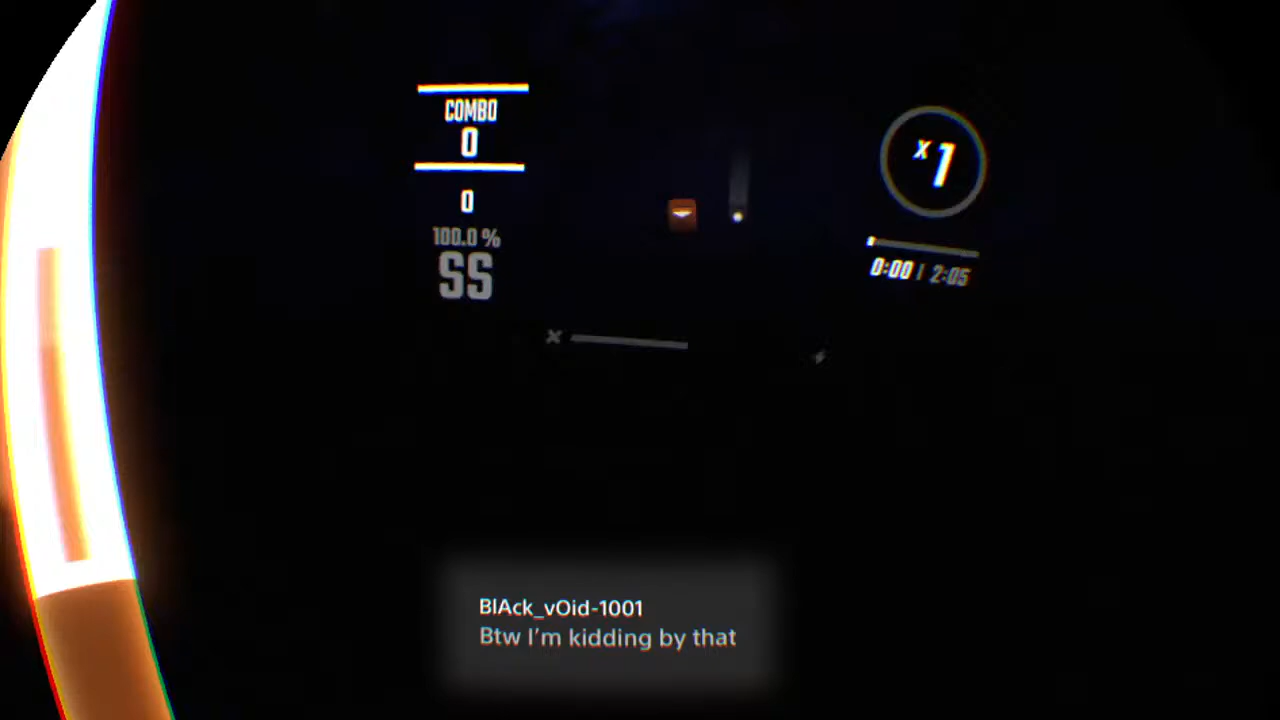 COMBO
0
0
100.0 %
SS
x1
0:00 / 2:05
BlAck_vOid-1001
Btw I'm kidding by that